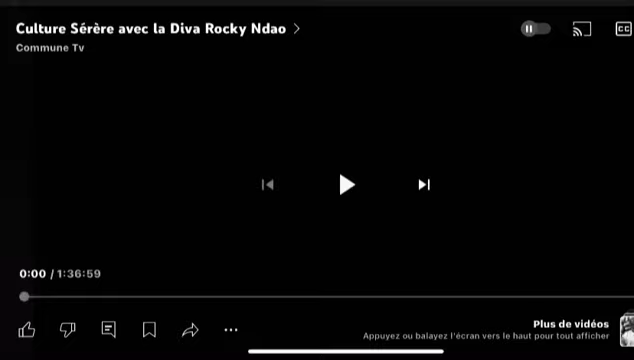 Culture Sérère avec la Diva Rocky Ndao
Commune Tv
CC
0:00 / 1:36:59
Plus de vidéos
Appuyez ou balayez l'écran vers le haut pour tout afficher